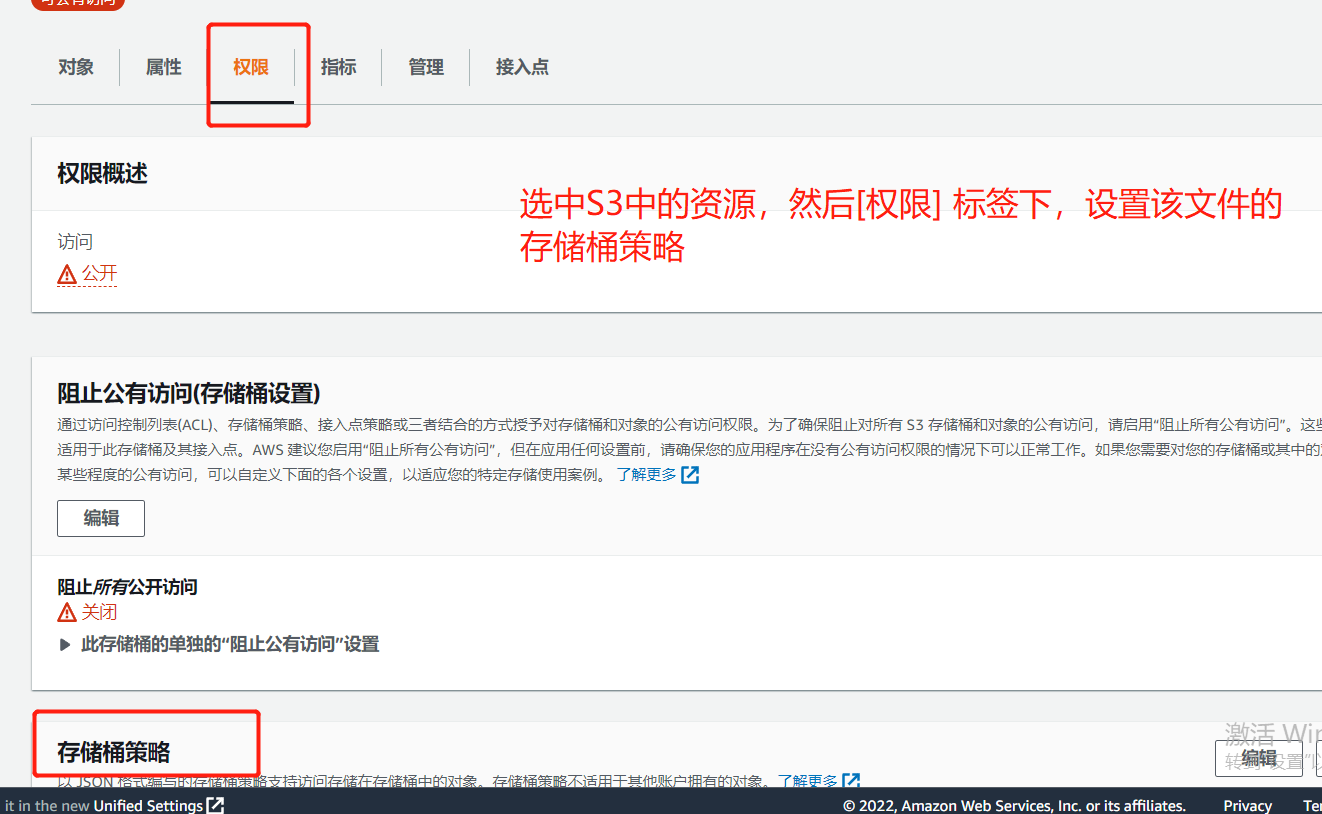 可公有访问
对象
属性
权限
指标
管理
接入点
权限概述
选中S3中的资源，然后[权限] 标签下，设置该文件的
存储桶策略
访问
公开
阻止公有访问(存储桶设置)
通过访问控制列表(ACL)、存储桶策略、接入点策略或三者结合的方式授予对存储桶和对象的公有访问权限。为了确保阻止对所有 S3 存储桶和对象的公有访问，请启用“阻止所有公有访问”。这些
适用于此存储桶及其接入点。AWS 建议您启用“阻止所有公有访问”，但在应用任何设置前，请确保您的应用程序在没有公有访问权限的情况下可以正常工作。如果您需要对您的存储桶或其中的
某些程度的公有访问，可以自定义下面的各个设置，以适应您的特定存储使用案例。 了解更多
编辑
阻止所有公开访问
关闭
此存储桶的单独的“阻止公有访问”设置
存储桶策略
激活 Win
编辑
转到“设置”以
以 JSON 格式编写的存储桶策略支持访问存储在存储桶中的对象。存储桶策略不适用于其他账户拥有的对象。 了解更多
it in the new Unified Settings
© 2022, Amazon Web Services, Inc. or its affiliates.
Privacy
Te